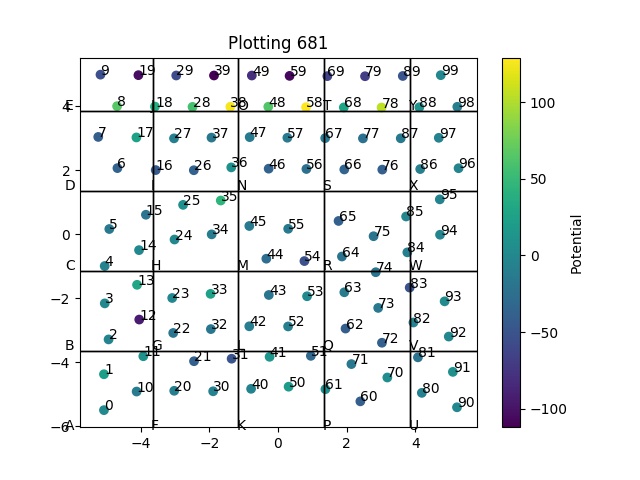 Plotting 681
9 19 29 39 49 59 69 79 89 99
E 8 18 28 38 O 48 58 T 68 78 Y 88 98
7 17 27 37 47 57 67 77 87 97
6 16 26 36 46 56 66 76 86 96
D I N S X
5 15 25 35 45 55 65 75 85 95
4 14 24 34 44 54 64 74 84 94
C H M R W
3 13 23 33 43 53 63 73 83 93
2 12 22 32 42 52 62 72 82 92
B G L Q V
1 11 21 31 41 51 61 71 81 91
0 10 20 30 40 50 60 70 80 90
A F K P U
4
2
0
−2
−4
−6
−4 −2 0 2 4
100
50
0
−50
−100
Potential